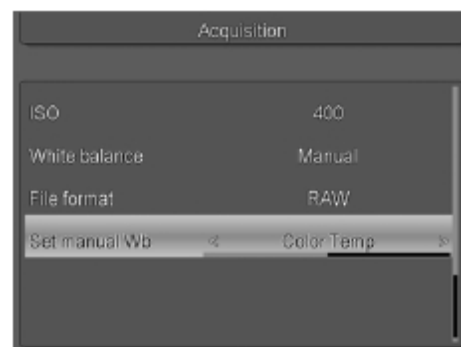 Acquisition
ISO 400
White balance Manual
File format RAW
Set manual Wb Color Temp